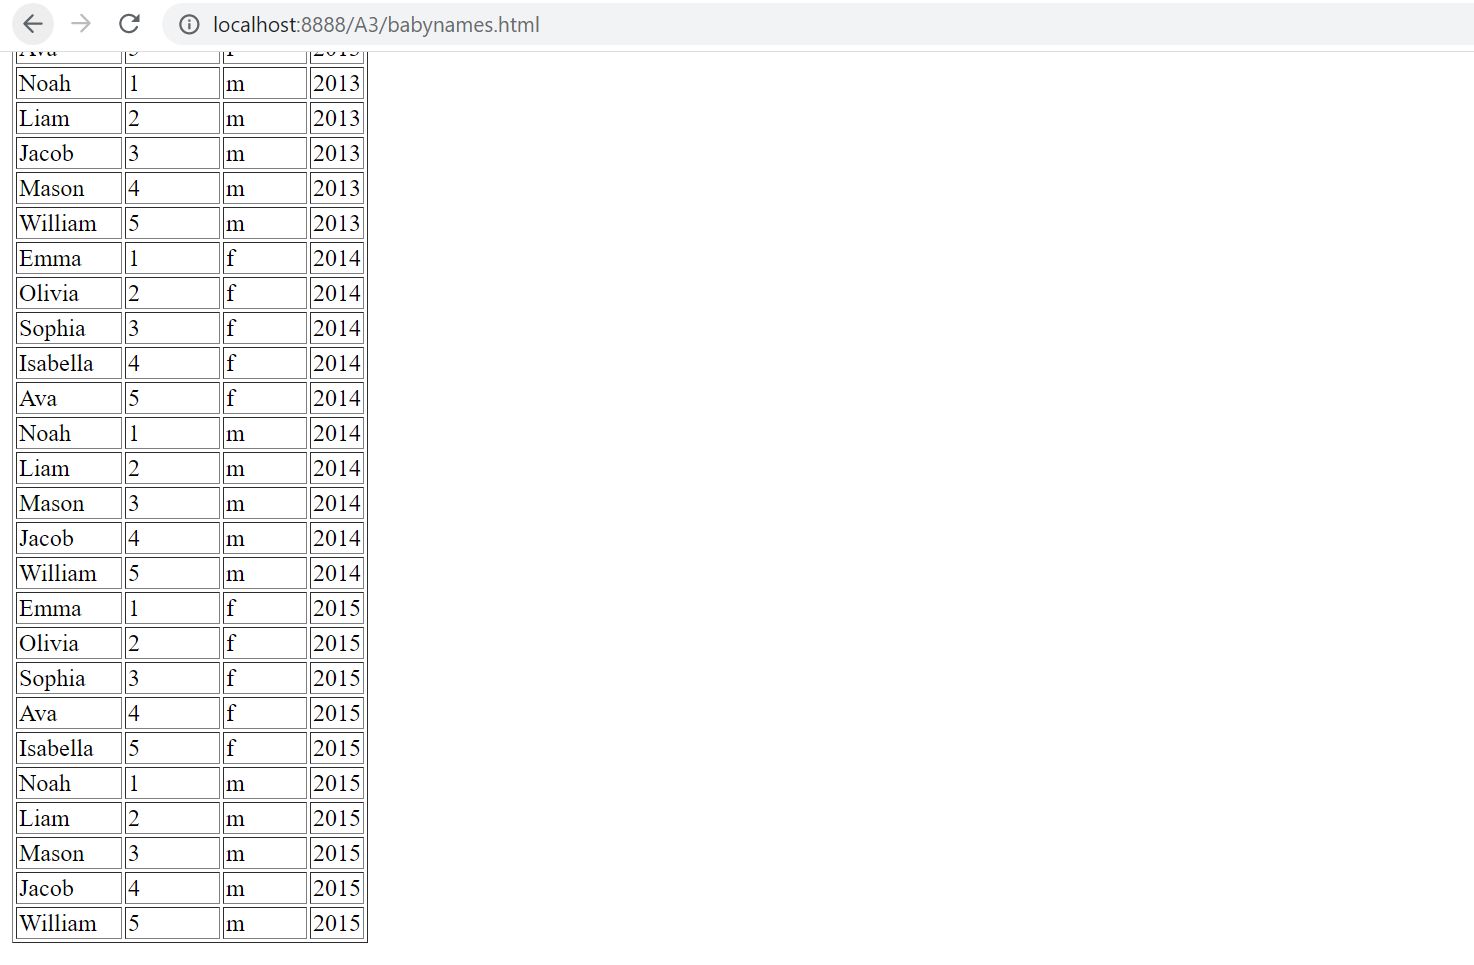 localhost:8888/A3/babynames.html
Noah 1 m 2013
Liam 2 m 2013
Jacob 3 m 2013
Mason 4 m 2013
William 5 m 2013
Emma 1 f 2014
Olivia 2 f 2014
Sophia 3 f 2014
Isabella 4 f 2014
Ava 5 f 2014
Noah 1 m 2014
Liam 2 m 2014
Mason 3 m 2014
Jacob 4 m 2014
William 5 m 2014
Emma 1 f 2015
Olivia 2 f 2015
Sophia 3 f 2015
Ava 4 f 2015
Isabella 5 f 2015
Noah 1 m 2015
Liam 2 m 2015
Mason 3 m 2015
Jacob 4 m 2015
William 5 m 2015